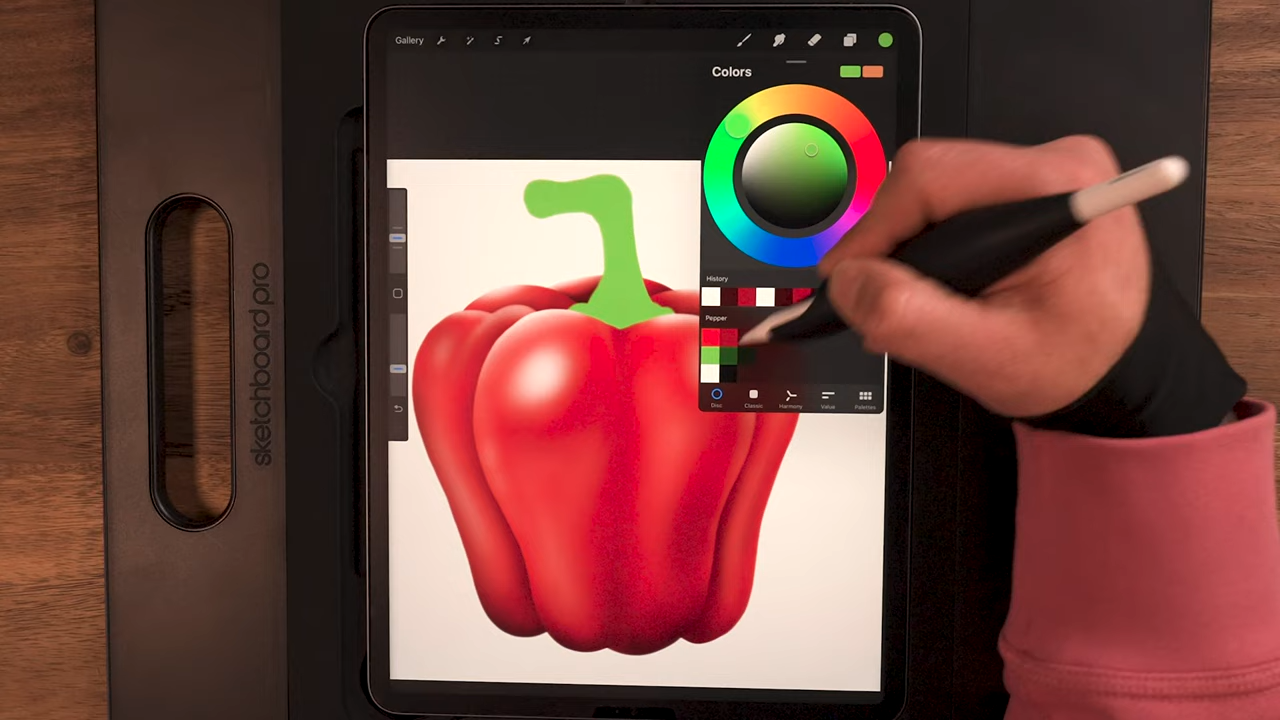 Gallery
Colors
History
Pepper
Disc
Classic
Harmony
Value
Palettes
sketchboard pro